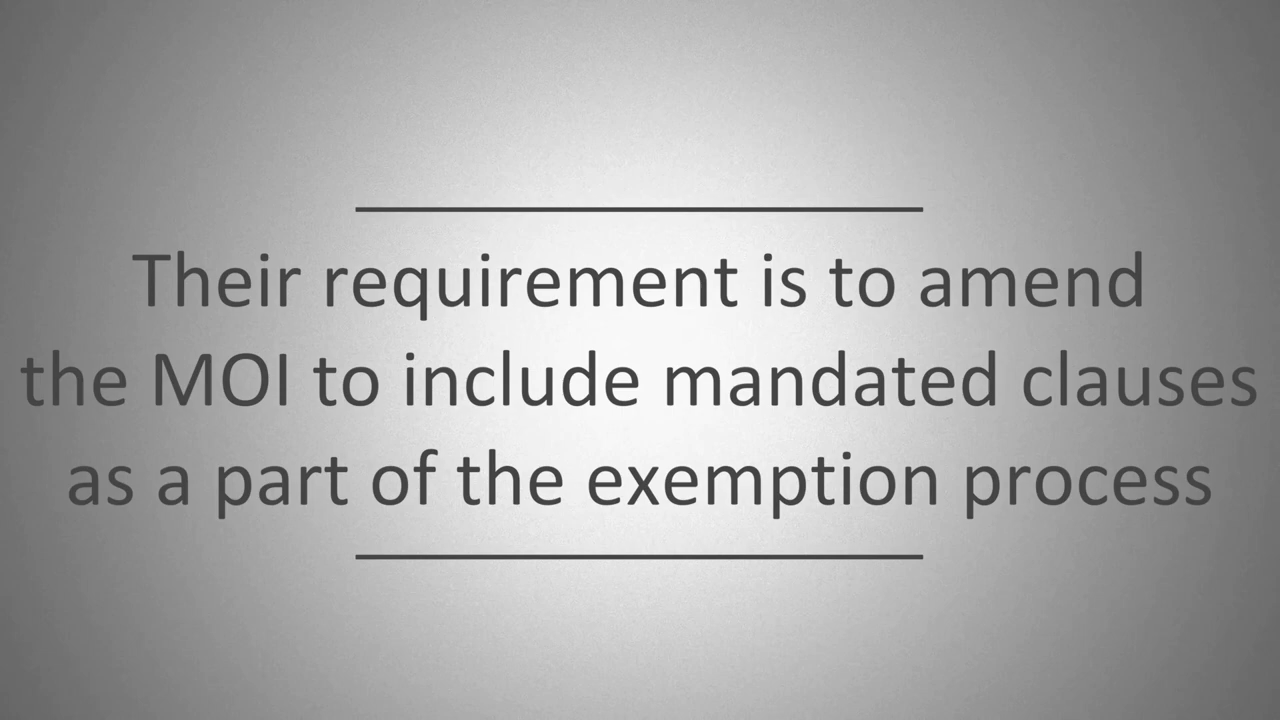 Their requirement is to amend
the MOI to include mandated clauses
as a part of the exemption process